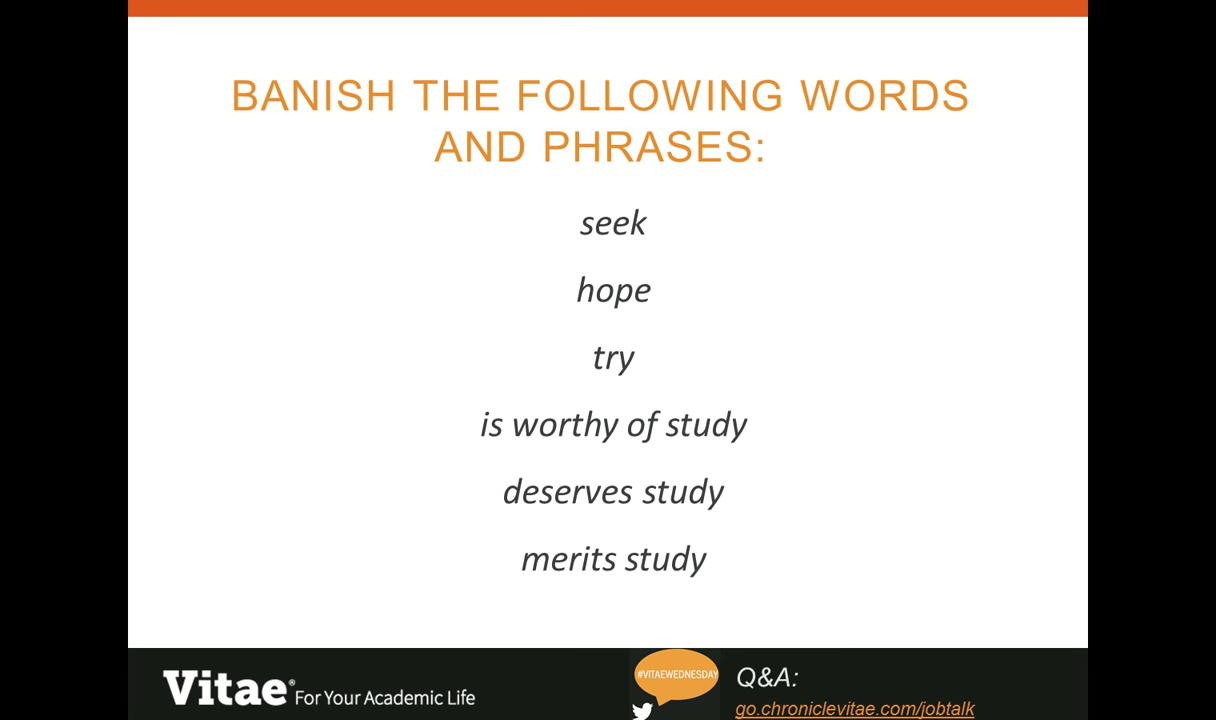 BANISH THE FOLLOWING WORDS
AND PHRASES:
seek
hope
try
is worthy of study
deserves study
merits study
Vitae® For Your Academic Life
#VITAEWEDNESDAY
Q&A:
go.chroniclevitae.com/jobtalk